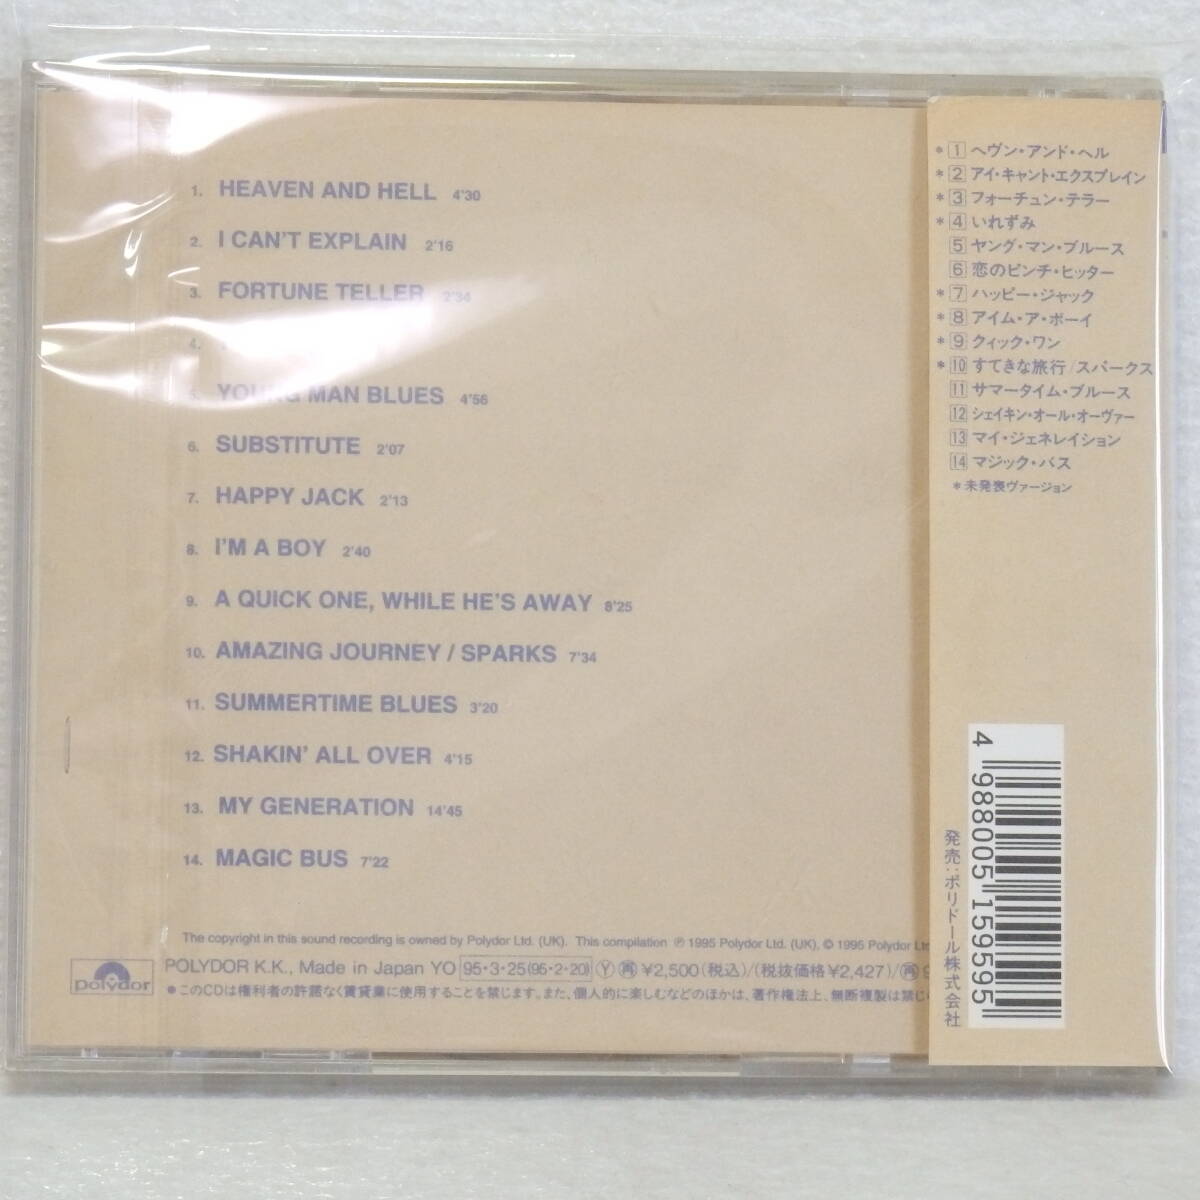 1. HEAVEN AND HELL 4'30
2. I CAN'T EXPLAIN 2'16
3. FORTUNE TELLER 2'34
4.
5. YOUNG MAN BLUES 4'56
6. SUBSTITUTE 2'07
7. HAPPY JACK 2'13
8. I'M A BOY 2'40
9. A QUICK ONE, WHILE HE'S AWAY 8'25
10. AMAZING JOURNEY / SPARKS 7'34
11. SUMMERTIME BLUES 3'20
12. SHAKIN' ALL OVER 4'15
13. MY GENERATION 14'45
14. MAGIC BUS 7'22
The copyright in this sound recording is owned by Polydor Ltd. (UK). This compilation ℗ 1995 Polydor Ltd. (UK), © 1995 Polydor
polydor
POLYDOR K.K., Made in Japan YO 95・3・25(95・2・20) Ⓨ 再 ¥2,500(税込)/(税抜価格¥2,427)/再
●このCDは権利者の許諾なく賃貸業に使用することを禁じます。また、個人的に楽しむなどのほかは、著作権法上、無断複製は禁じ
*1 ヘヴン・アンド・ヘル
*2 アイ・キャント・エクスプレイン
*3 フォーチュン・テラー
*4 いれずみ
5 ヤング・マン・ブルース
6 恋のピンチ・ヒッター
*7 ハッピー・ジャック
*8 アイム・ア・ボーイ
*9 クィック・ワン
*10 すてきな旅行/スパークス
11 サマータイム・ブルース
12 シェイキン・オール・オーヴァー
13 マイ・ジェネレイション
14 マジック・バス
*未発表ヴァージョン
4 988005 159595
発売:ポリドール株式会社